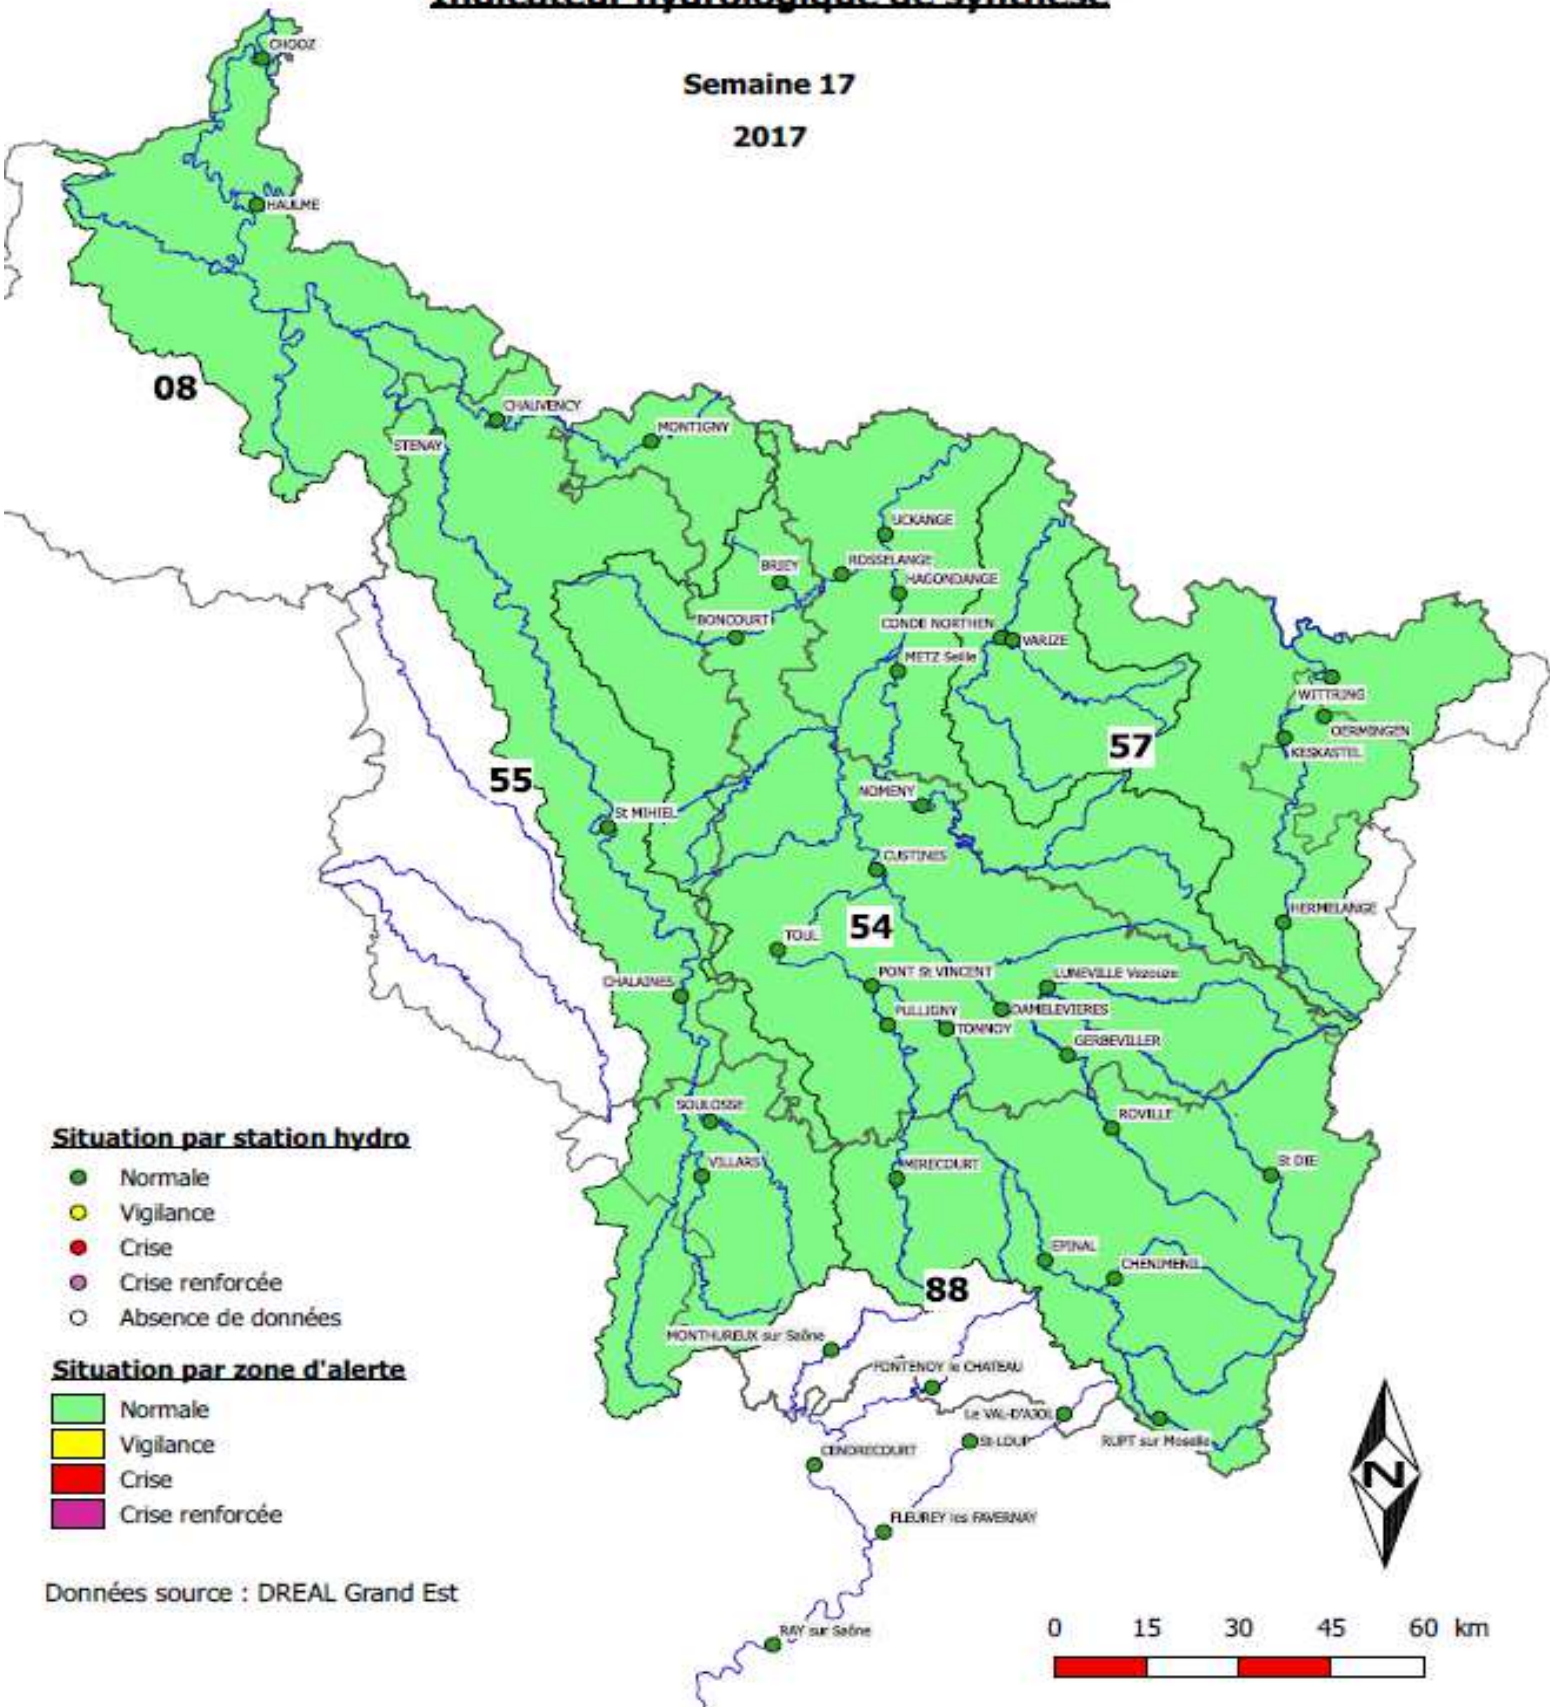 Indicateur hydrologique de synthèse
Semaine 17
2017
CHOOZ
HAULME
08
CHAUVENCY
MONTIGNY
STENAY
UCKANGE
BRIEY
ROSSELANGE
HAGONDANGE
BONCOURT
CONDE NORTHEN
VARIZE
METZ Seille
WITTRING
OERMINGEN
KESKASTEL
57
55
NOMENY
St MIHIEL
CUSTINES
HERMELANGE
54
TOUL
PONT St VINCENT
LUNEVILLE Vezouze
CHALAINES
PULLIGNY
DAMELEVIERES
TONNOY
GERBEVILLER
SOULOSSE
ROVILLE
VILLARS
MIRECOURT
St DIE
EPINAL
CHENIMENIL
88
MONTHUREUX sur Saône
FONTENOY le CHATEAU
Le VAL-D'AJOL
St-LOUP
RUPT sur Moselle
CENDRECOURT
FLEUREY les FAVERNAY
RAY sur Saône
Situation par station hydro
Normale
Vigilance
Crise
Crise renforcée
Absence de données
Situation par zone d'alerte
Normale
Vigilance
Crise
Crise renforcée
Données source : DREAL Grand Est
N
0 15 30 45 60 km